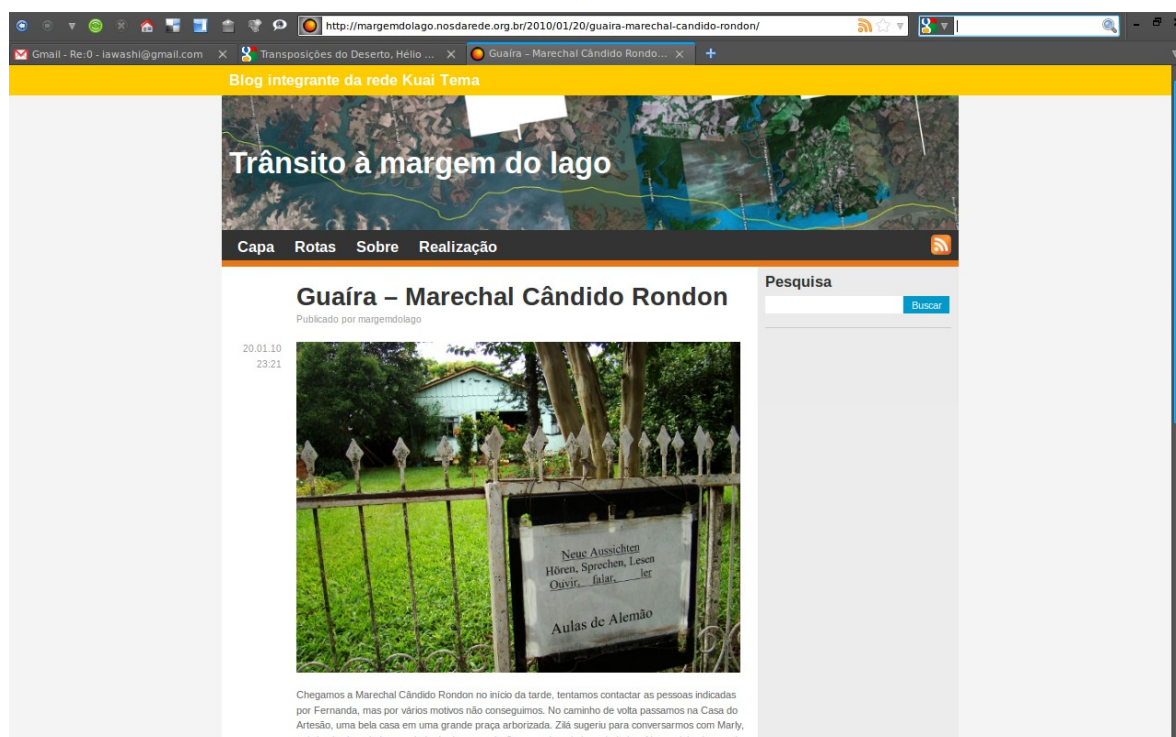 http://margemdolago.nosdarede.org.br/2010/01/20/guaira-marechal-candido-rondon/
Gmail - Re:0 - iawashi@gmail.com
Transposições do Deserto, Hélio ...
Guaíra – Marechal Cândido Rondo...
Blog integrante da rede Kuai Tema
Trânsito à margem do lago
Capa Rotas Sobre Realização
Guaíra – Marechal Cândido Rondon
Publicado por margemdolago
Pesquisa
Buscar
20.01.10
23:21
Neue Aussichten
Hören, Sprechen, Lesen
Ouvir, falar, ler
Aulas de Alemão
Chegamos a Marechal Cândido Rondon no início da tarde, tentamos contactar as pessoas indicadas
por Fernanda, mas por vários motivos não conseguimos. No caminho de volta passamos na Casa do
Artesão, uma bela casa em uma grande praça arborizada. Zilá sugeriu para conversarmos com Marly,